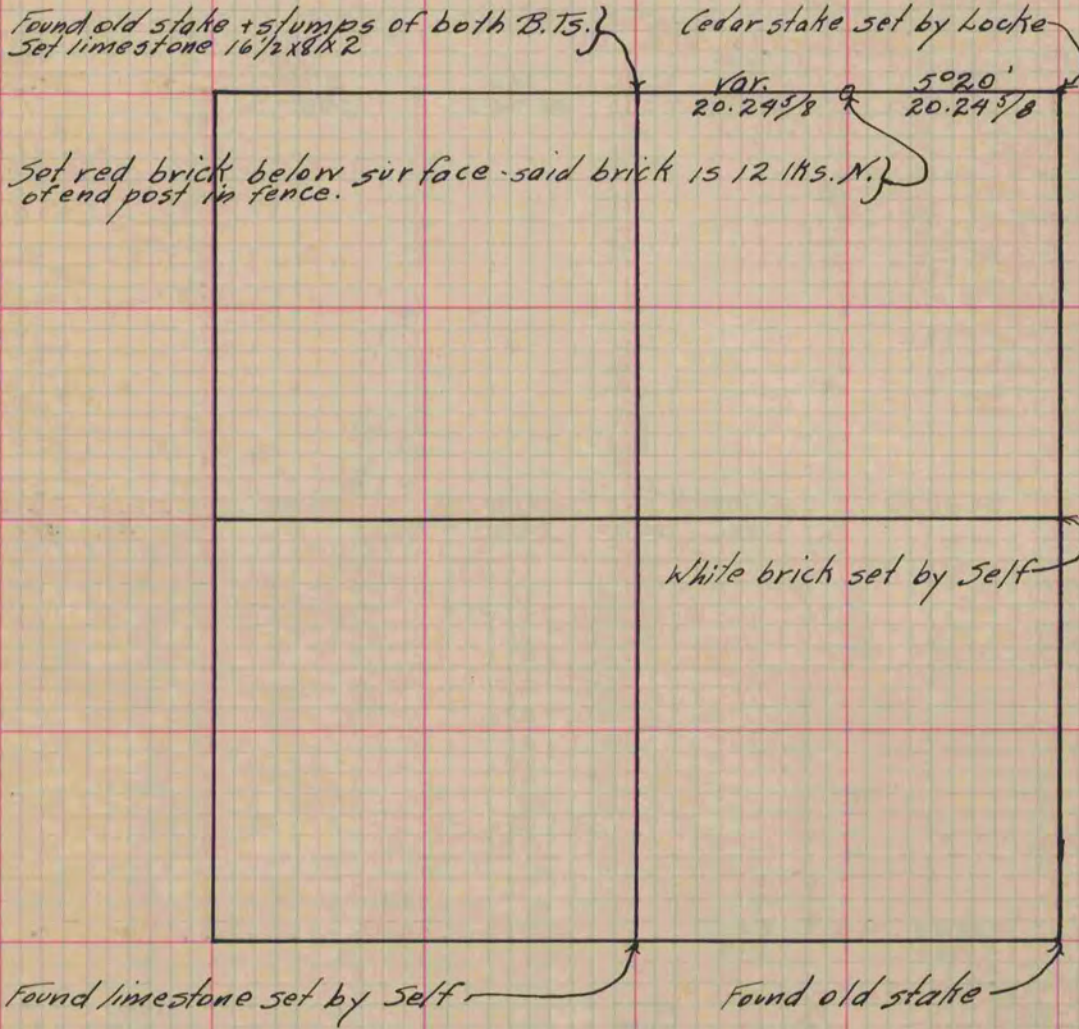 Found old stake + stumps of both B.Ts.}
Set limestone 16 1/2 x 8 1/2 x 2
Cedar stake set by Locke
Var. 5°20'
20.24 5/8 20.24 5/8
Set red brick below surface - said brick is 12 lks. N.}
of end post in fence.
White brick set by Self
Found limestone set by Self
Found old stake